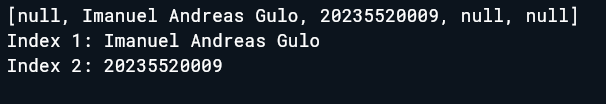 [null, Imanuel Andreas Gulo, 20235520009, null, null]
Index 1: Imanuel Andreas Gulo
Index 2: 20235520009